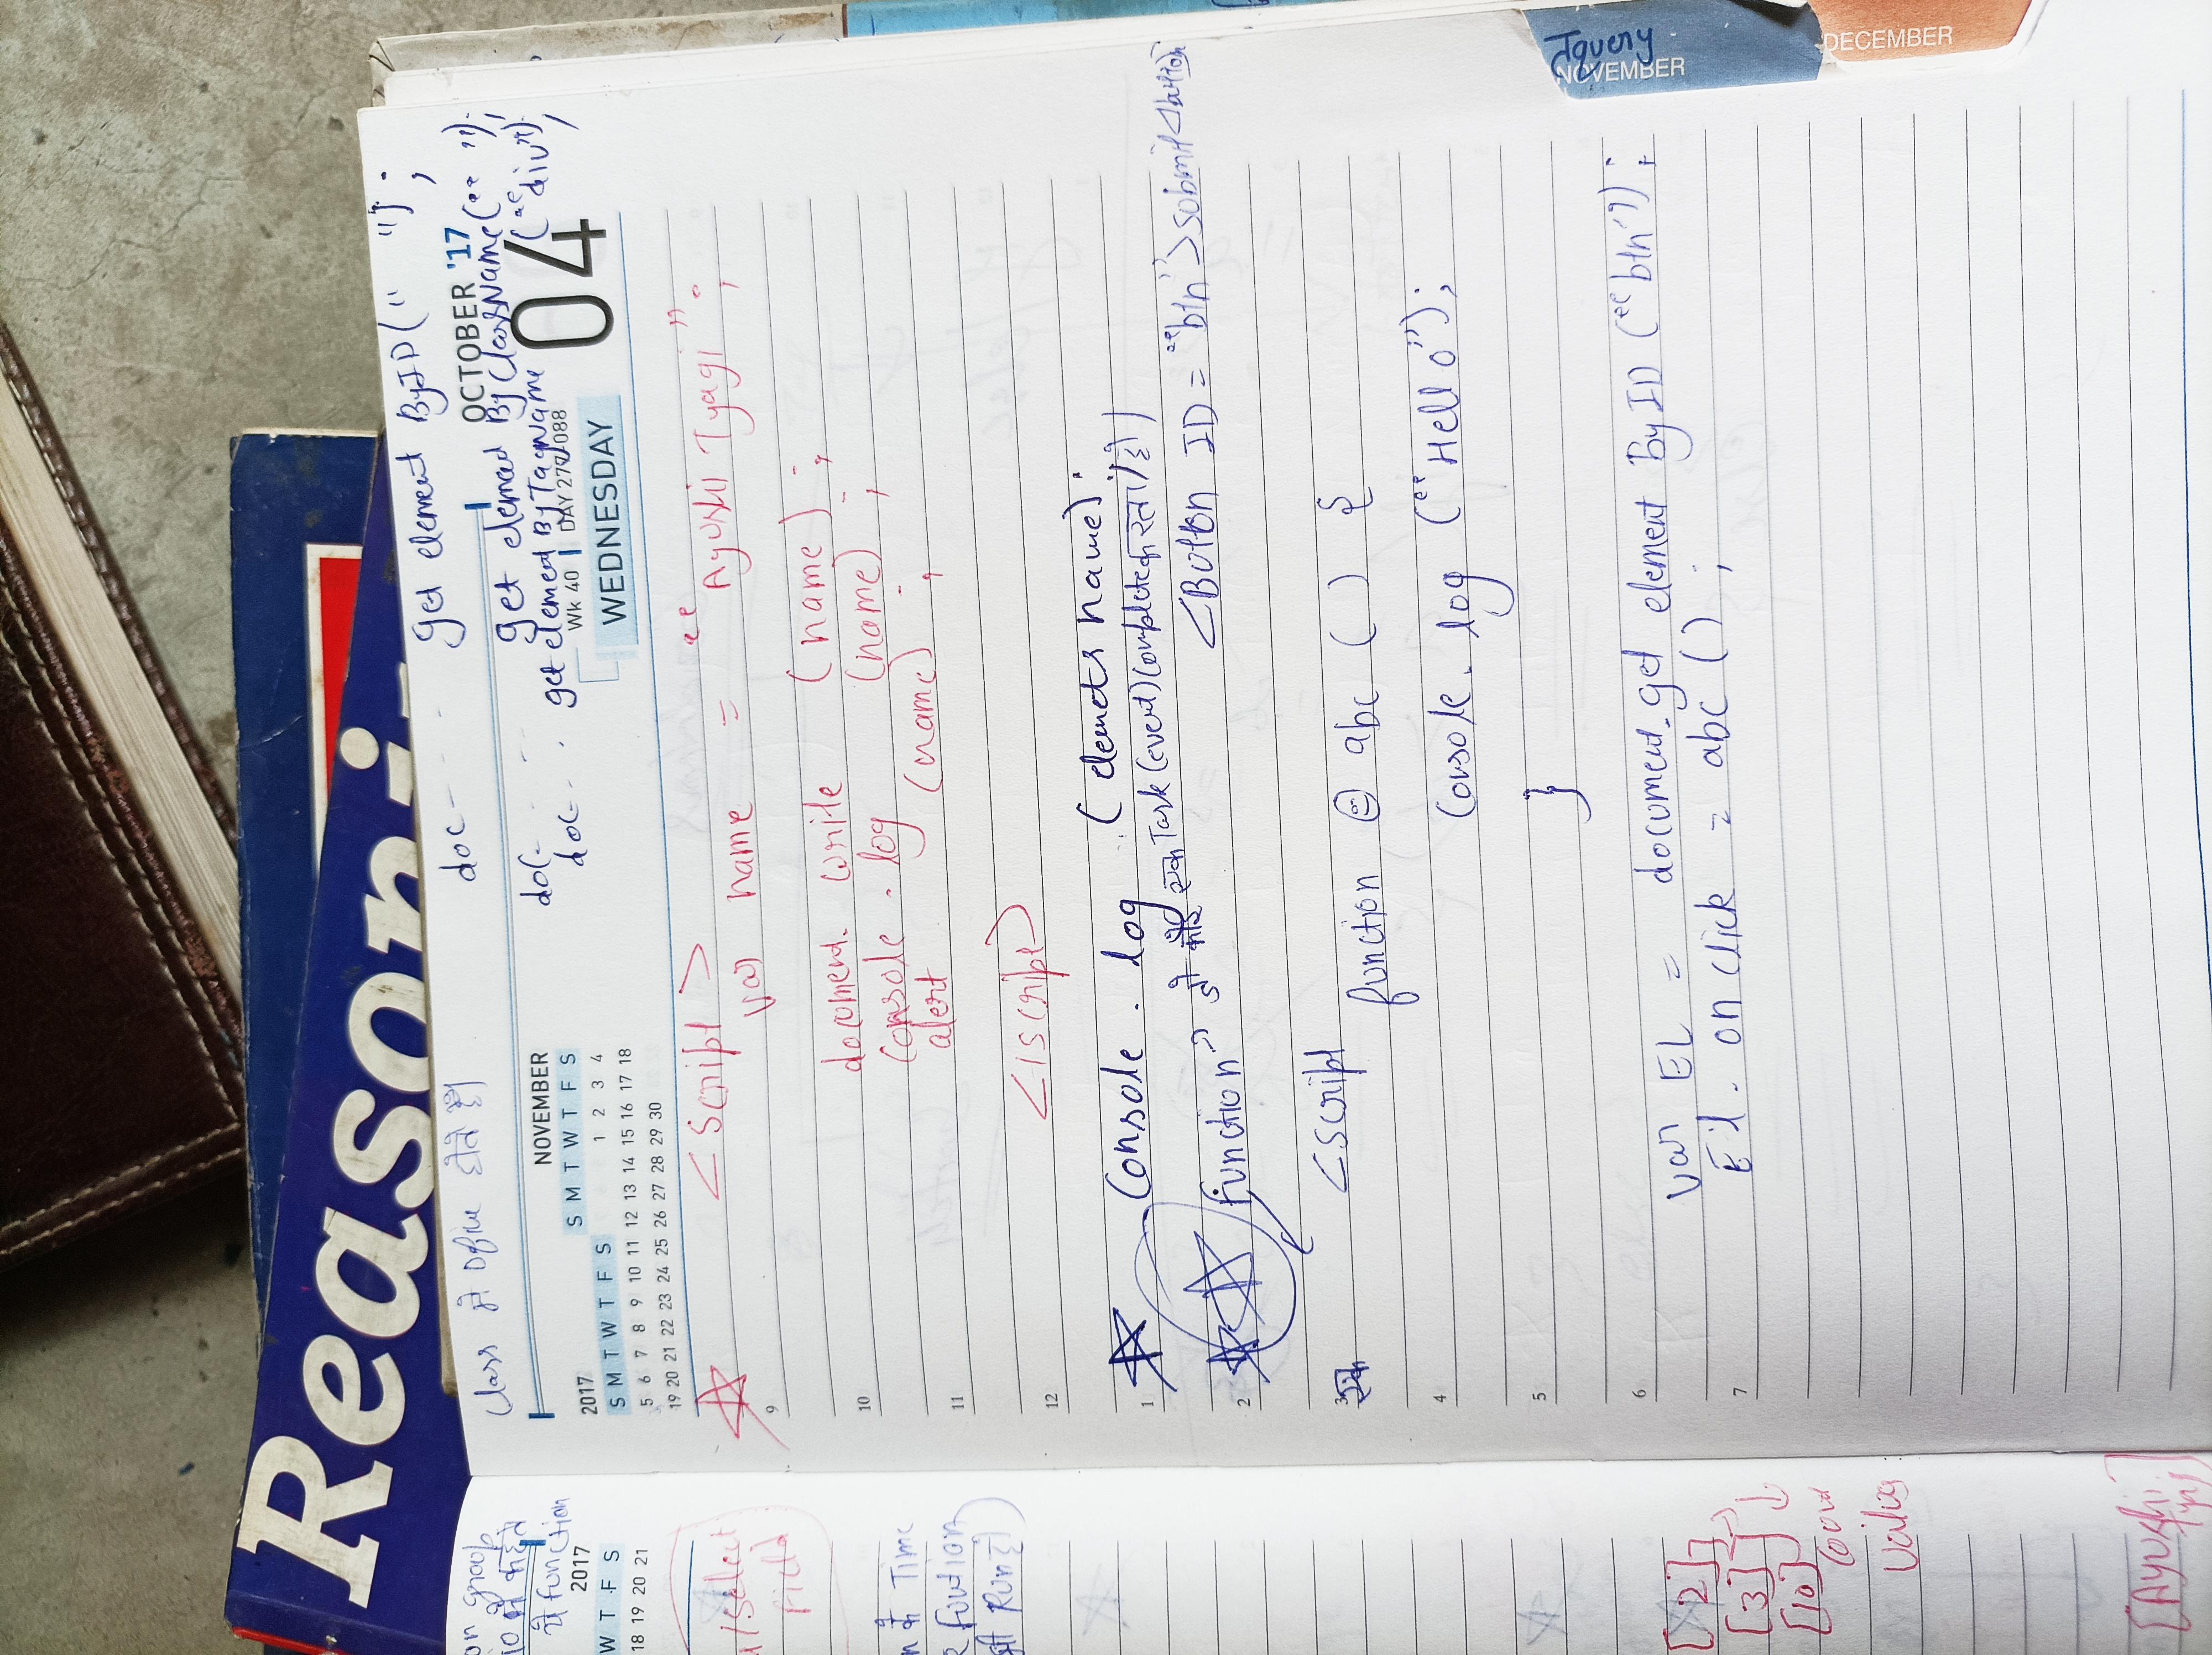 Reasoni
on group
io में कहते
ये function
2017
W T F S
18 19 20 21
/select
field
के Time
Run हो
[2]
[3]
[10]
[Ayushi
Class में Define होते हैं।
doc- - - - get element ByID (" ");
OCTOBER '17
doc- - - - get elemend By ClassName ("" ");
doc- - - get element By TagName ("div");
NOVEMBER
2017 S M T W T F S
S M T W T F S 1 2 3 4
5 6 7 8 9 10 11 12 13 14 15 16 17 18
19 20 21 22 23 24 25 26 27 28 29 30
Wk 40 | DAY 277-088
WEDNESDAY
04
<Script>
var name = "Ayushi Tyagi";
9
document. write (name);
10
console. log (name);
alert (name);
11
</script>
12
Console. log (elements name);
1
function" जो कोई एक Task (event) complete करता / हो |
<Button ID = "btn"> submit <button>
2
<script
3
एक
function abc () {
4
Console. log ("Hello");
5
}
6
var EL = document. get element By ID ("btn");
El. on click = abc ();
7
Jquery
NOVEMBER
DECEMBER